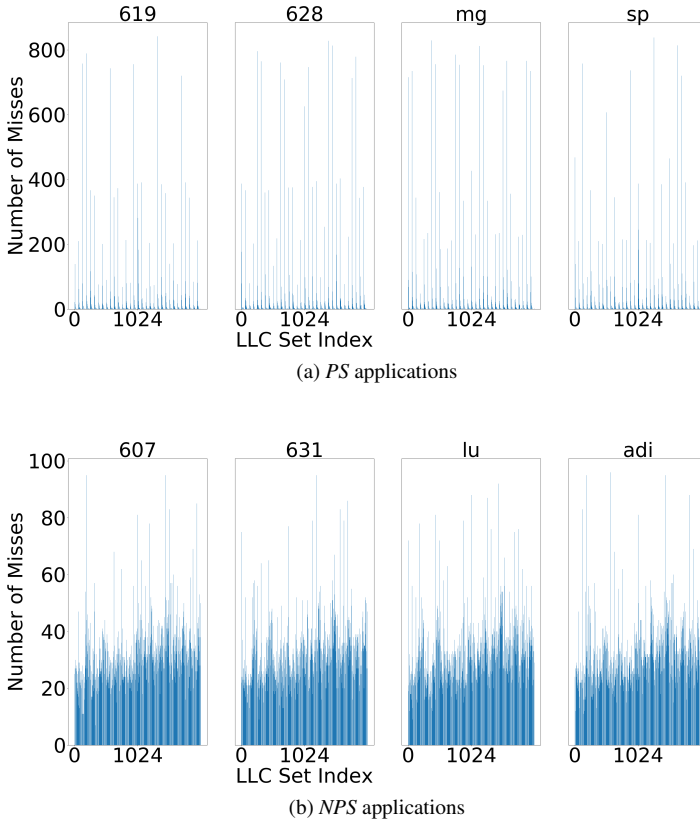 619 628 mg sp
Number of Misses
800
600
400
200
0
0 1024 0 1024 0 1024 0 1024
LLC Set Index
(a) PS applications
607 631 lu adi
Number of Misses
100
80
60
40
20
0
0 1024 0 1024 0 1024 0 1024
LLC Set Index
(b) NPS applications